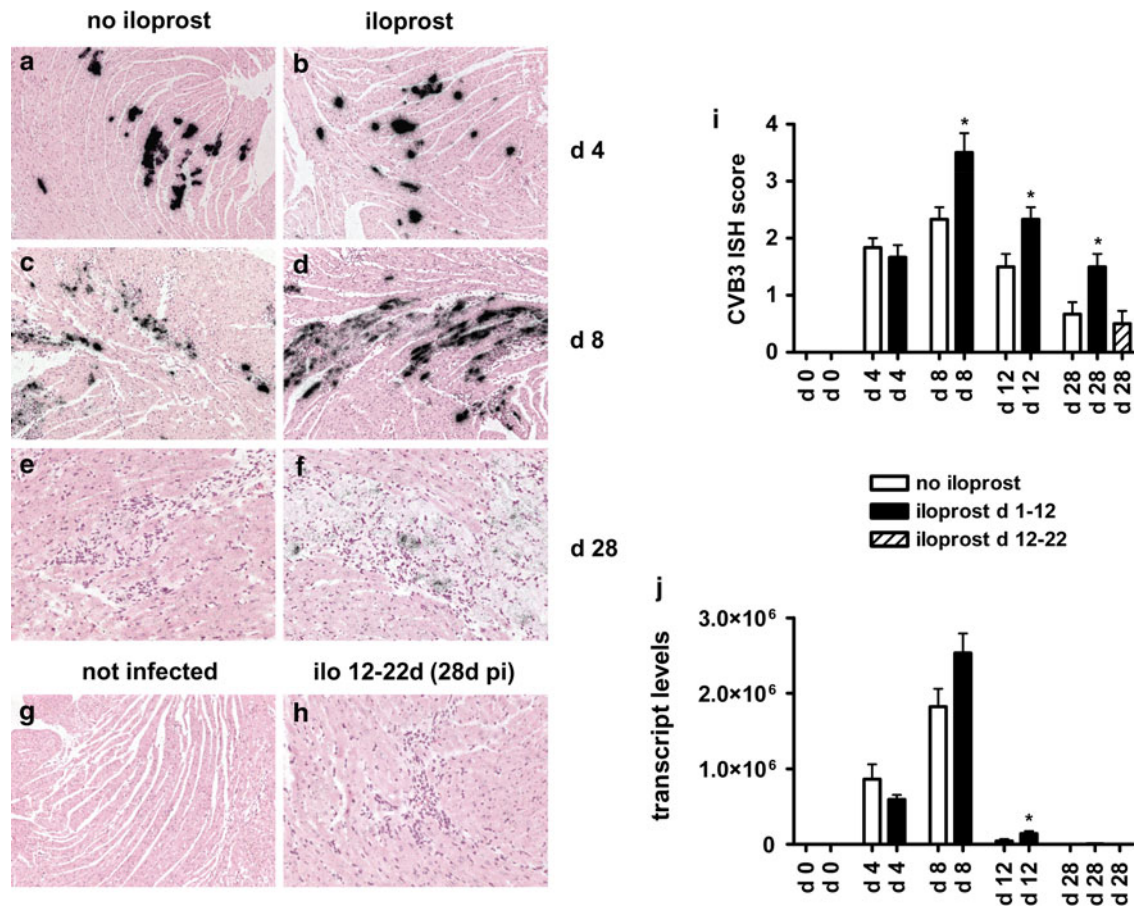 no iloprost
iloprost
a
b
d 4
c
d
d 8
e
f
d 28
not infected
ilo 12-22d (28d pi)
g
h
i
CVB3 ISH score
4
3
2
1
0
*
*
*
d 0
d 0
d 4
d 4
d 8
d 8
d 12
d 12
d 28
d 28
d 28
no iloprost
iloprost d 1-12
iloprost d 12-22
j
transcript levels
3.0×10⁶
2.0×10⁶
1.0×10⁶
0
*
d 0
d 0
d 4
d 4
d 8
d 8
d 12
d 12
d 28
d 28
d 28